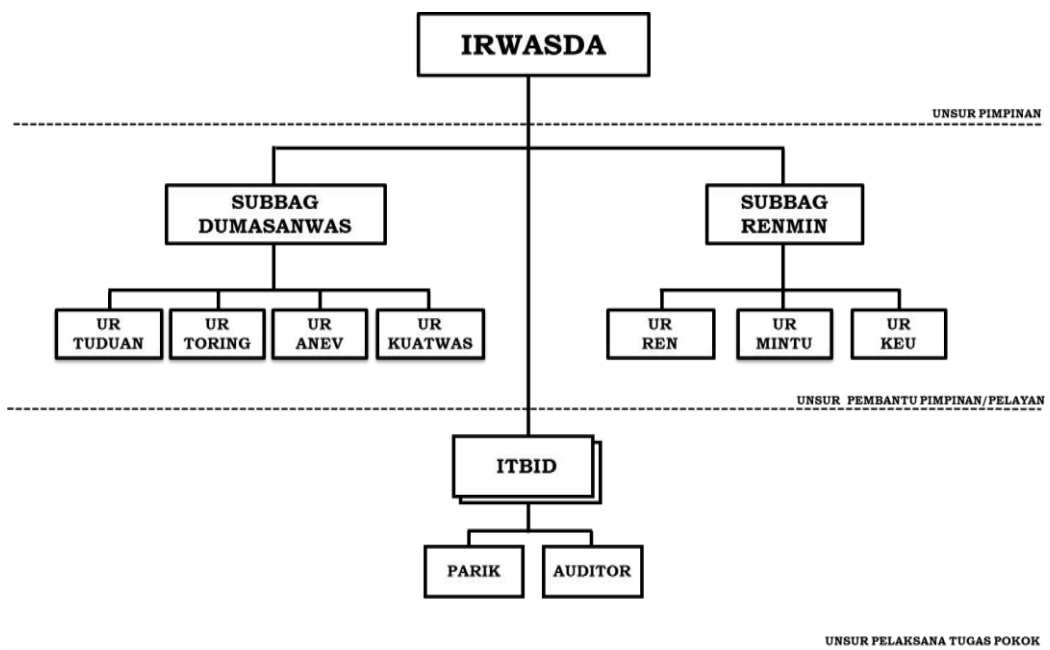 IRWASDA
UNSUR PIMPINAN
SUBBAG
DUMASANWAS
SUBBAG
RENMIN
UR
TUDUAN
UR
TORING
UR
ANEV
UR
KUATWAS
UR
REN
UR
MINTU
UR
KEU
UNSUR PEMBANTU PIMPINAN/PELAYAN
ITBID
PARIK
AUDITOR
UNSUR PELAKSANA TUGAS POKOK